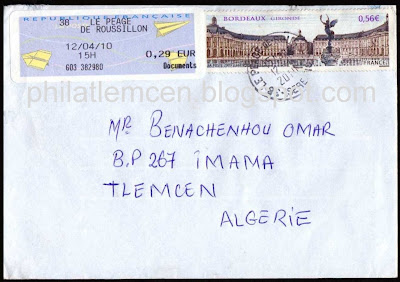 REPUBLIQUE FRANCAISE
38 LE PEAGE
DE ROUSSILLON
12/04/10
15H
0,29 EUR
603 382980
Documents
BORDEAUX GIRONDE
0,56€
FRANCE
philatlemcen.blogspot.com
Mr BENACHENHOU OMAR
B.P 267 IMAMA
TLEMCEN
ALGERIE